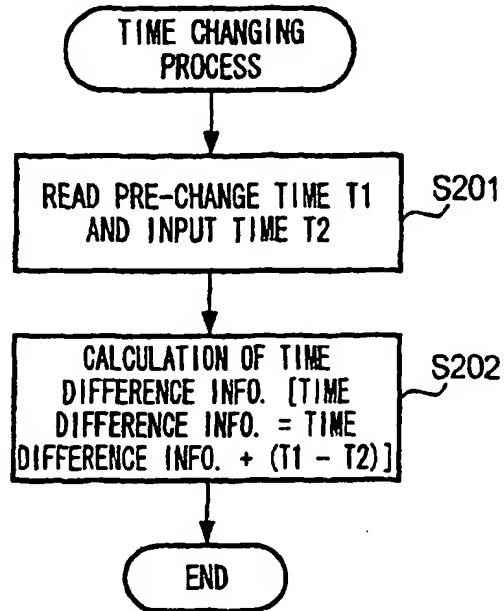 TIME CHANGING
PROCESS
READ PRE-CHANGE TIME T1
AND INPUT TIME T2
S201
CALCULATION OF TIME
DIFFERENCE INFO. [TIME
DIFFERENCE INFO. = TIME
DIFFERENCE INFO. + (T1 - T2)]
S202
END